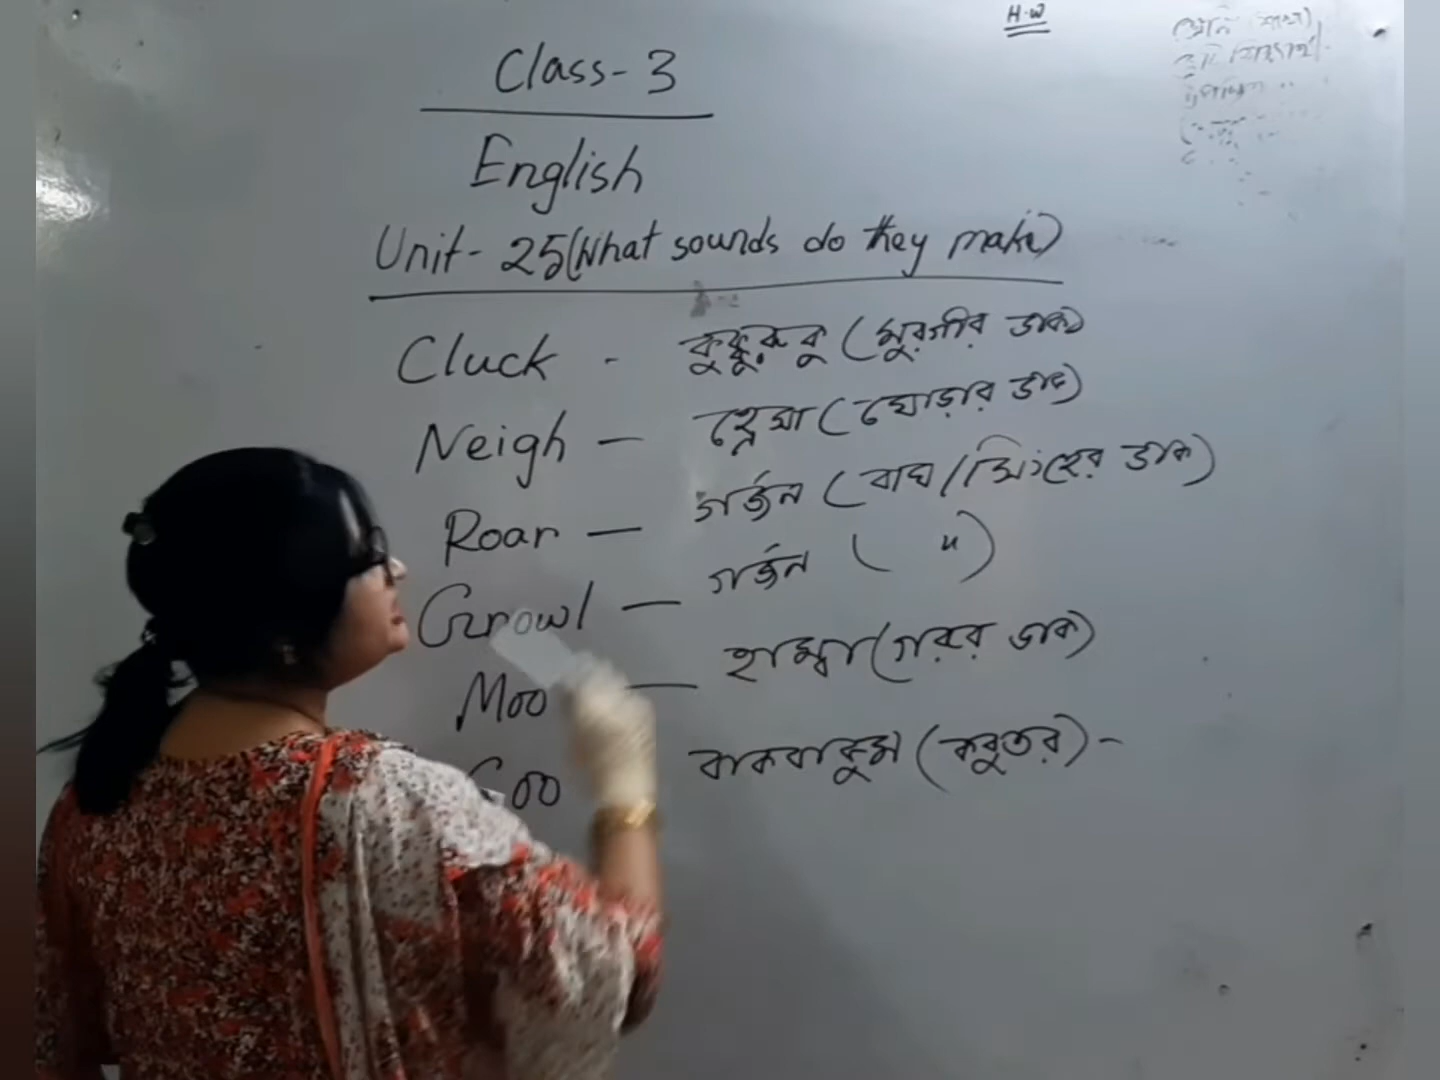 H.W
Class-3
English
Unit-25(What sounds do they make)
Cluck - কুক্কুরুকু (মুরগীর ডাক)
Neigh — হ্রেষা (ঘোড়ার ডাক)
Roar — গর্জন (বাঘ/সিংহের ডাক)
Growl — গর্জন ( " )
Moo — হাম্বা (গরুর ডাক)
Coo বাকবাকুম (কবুতর) -